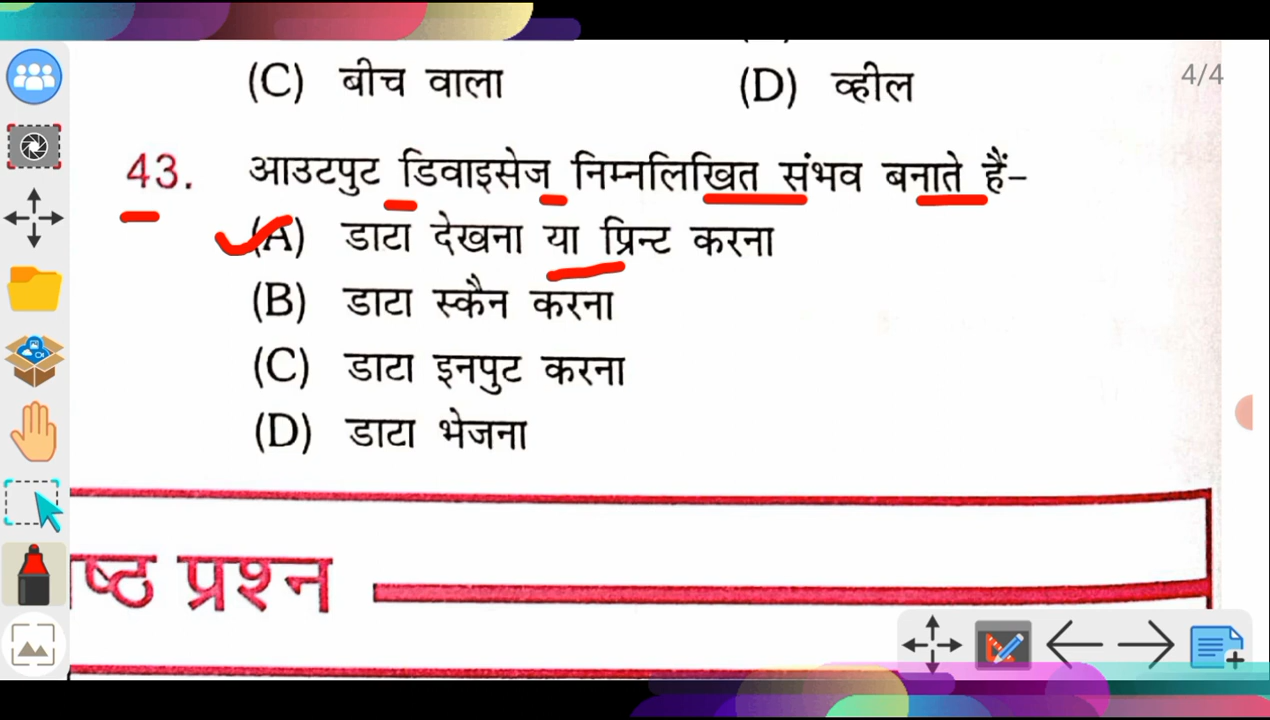 (C) बीच वाला (D) व्हील
4/4
43. आउटपुट डिवाइसेज निम्नलिखित संभव बनाते हैं–
(A) डाटा देखना या प्रिन्ट करना
(B) डाटा स्कैन करना
(C) डाटा इनपुट करना
(D) डाटा भेजना
प्रश्न